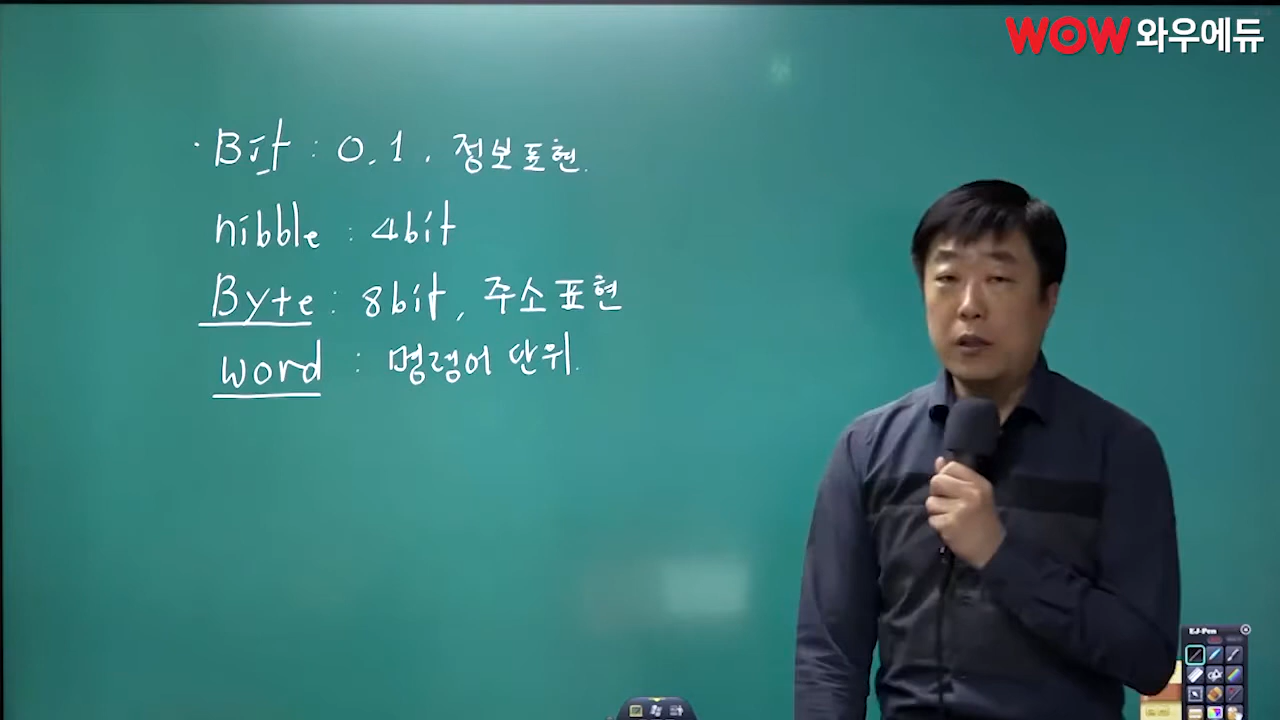 WOW 와우에듀
· Bit : 0, 1, 정보표현.
nibble : 4bit
Byte : 8bit, 주소표현
word : 명령어 단위.
EJ-Pen